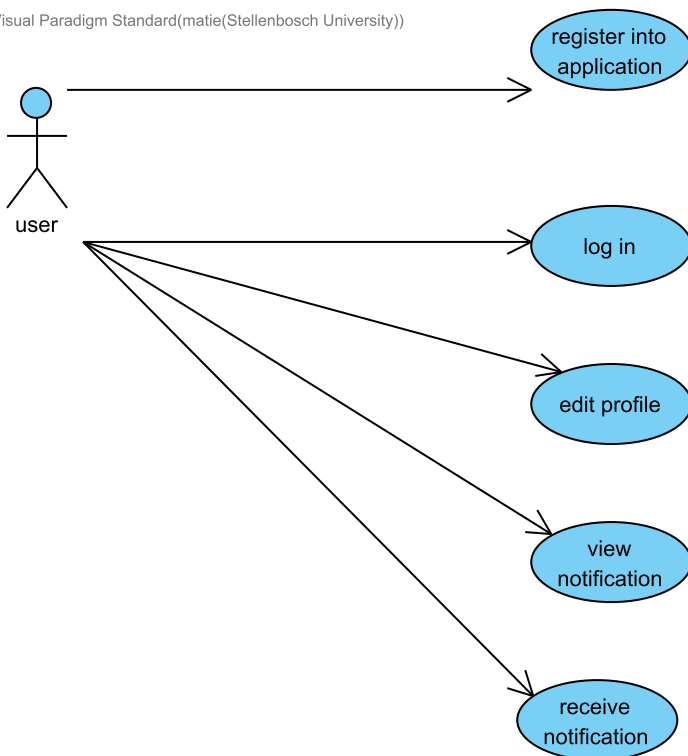 Visual Paradigm Standard(matie(Stellenbosch University))
register into
application
user
log in
edit profile
view
notification
receive
notification